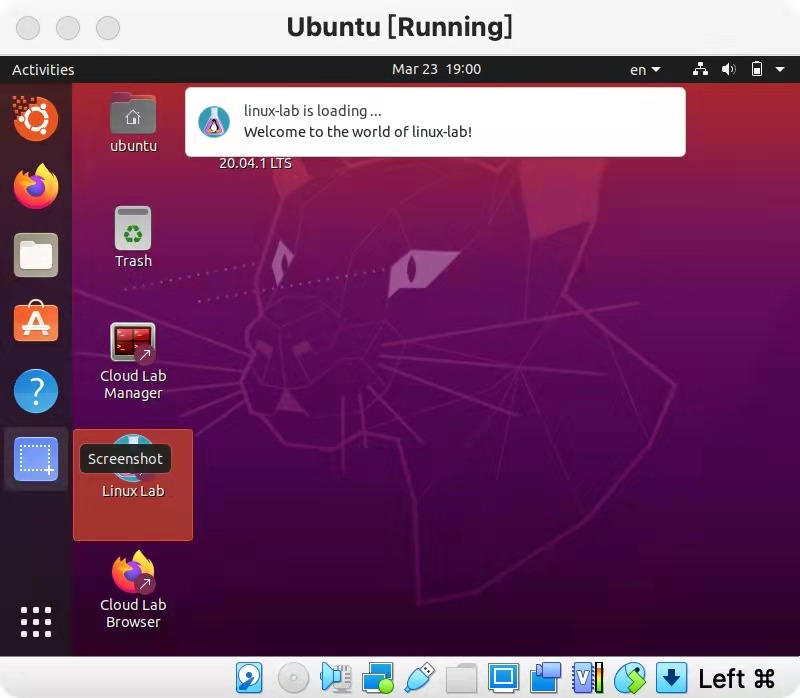 Ubuntu [Running]
Activities
Mar 23 19:00
en
ubuntu
linux-lab is loading ...
Welcome to the world of linux-lab!
20.04.1 LTS
Trash
Cloud Lab
Manager
Screenshot
Linux Lab
Cloud Lab
Browser
Left ⌘